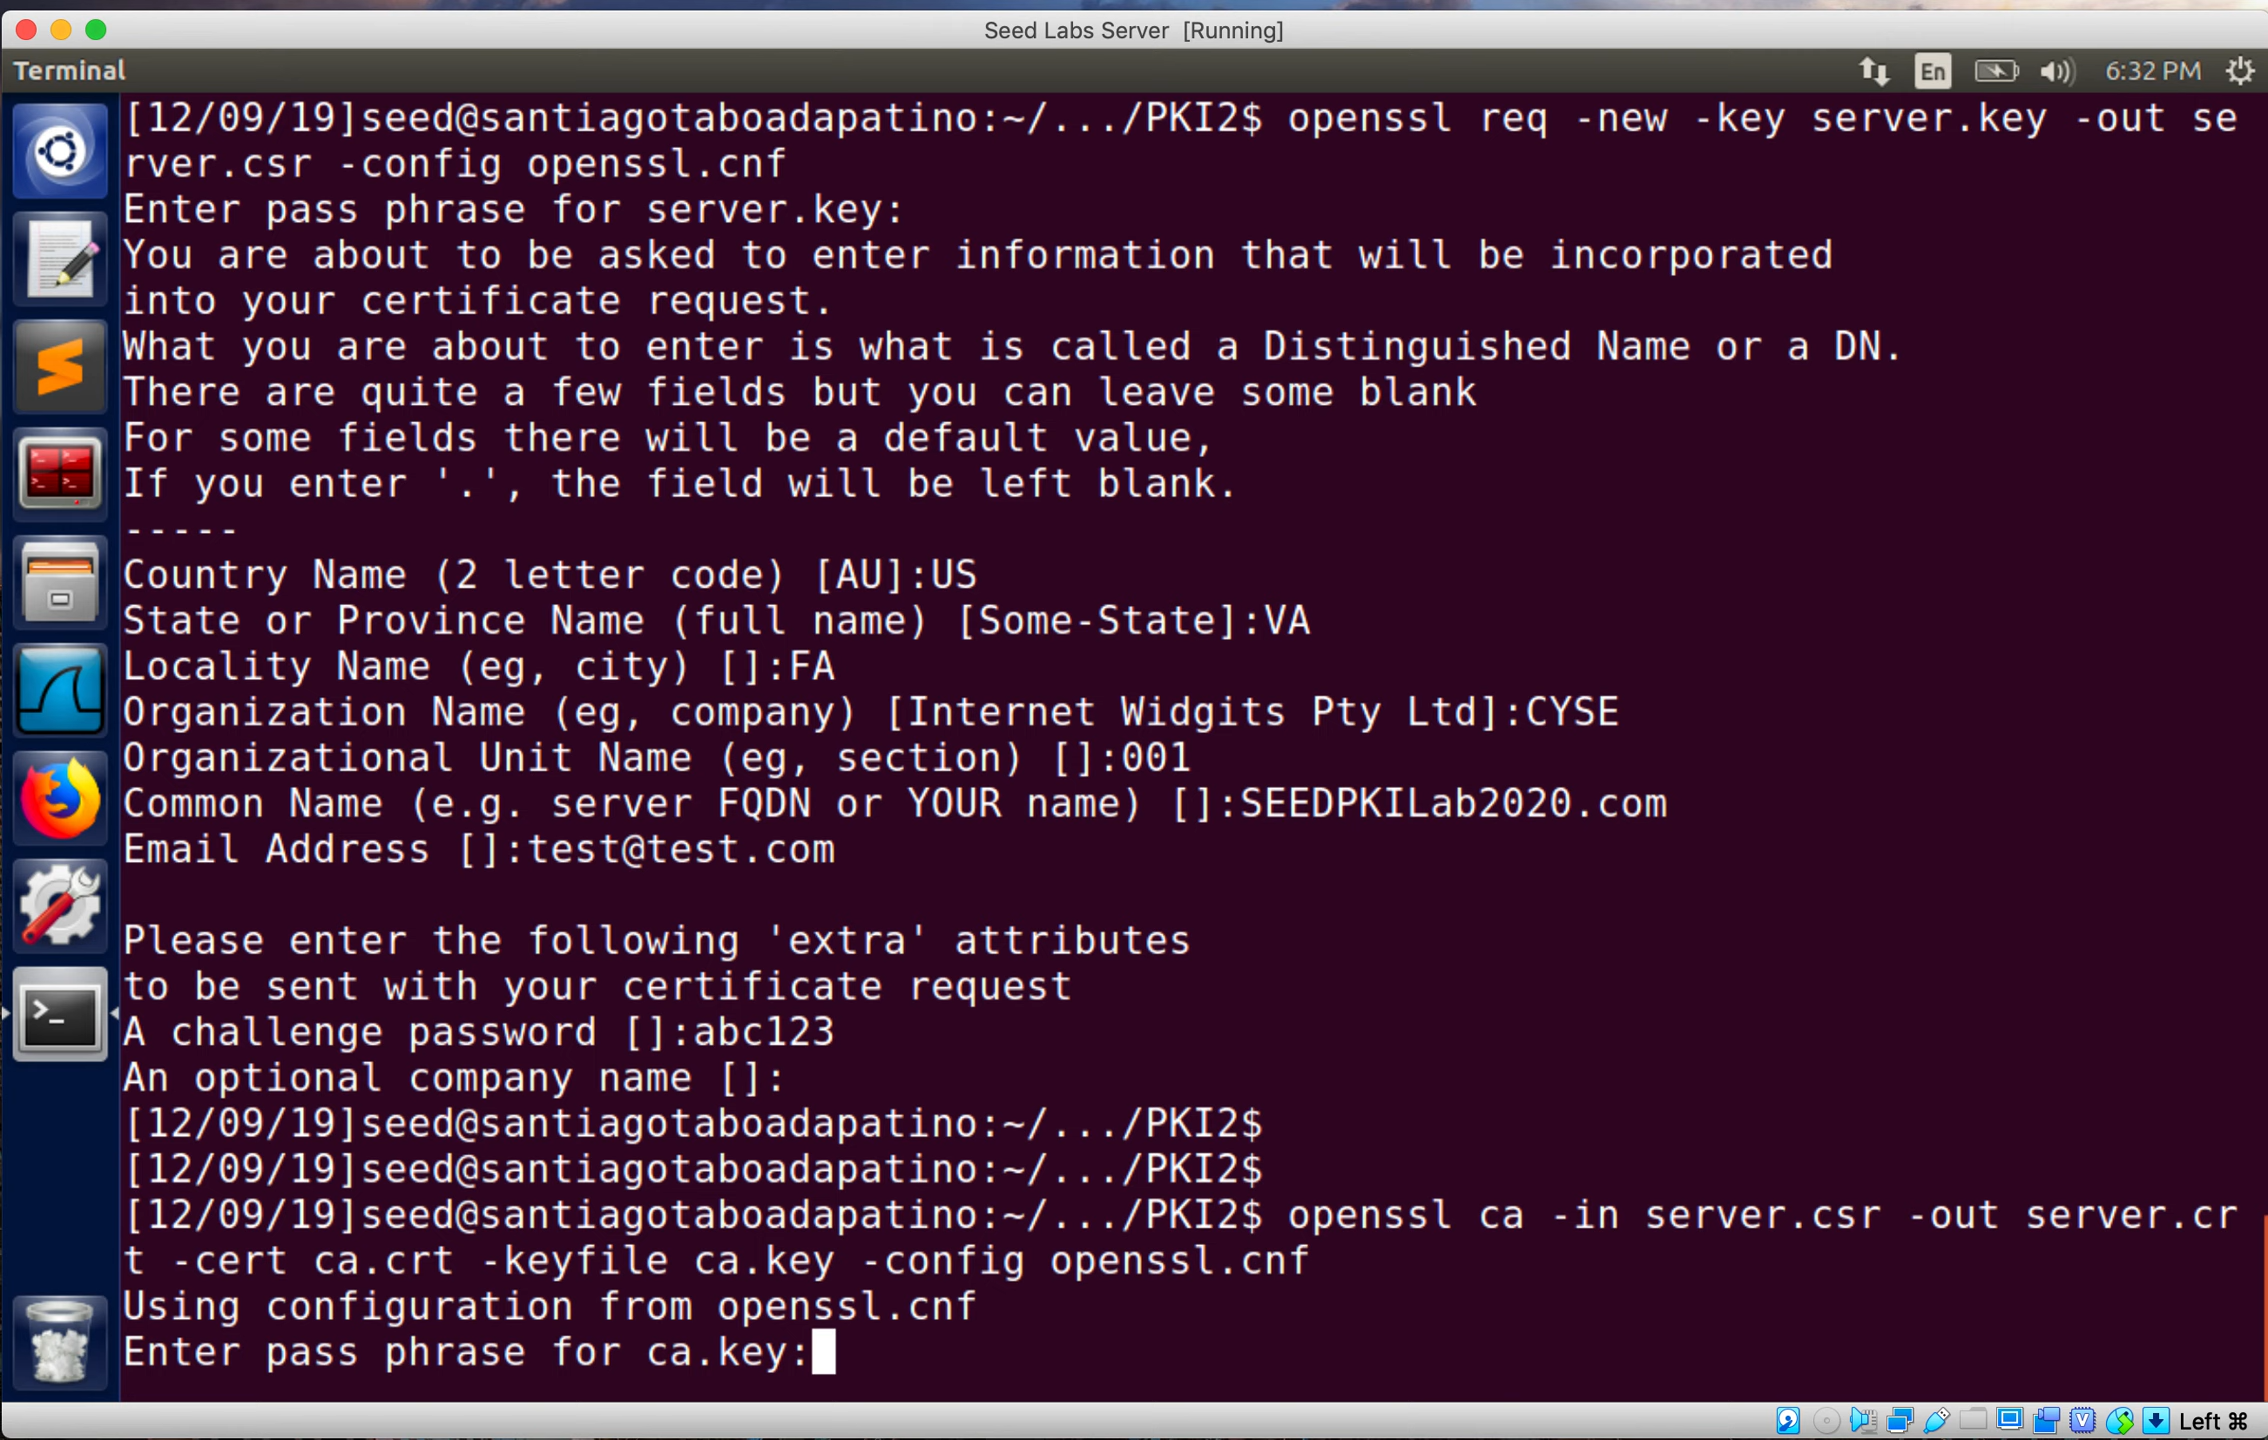 Seed Labs Server [Running]
Terminal
En
6:32 PM
[12/09/19]seed@santiagotaboadapatino:~/.../PKI2$ openssl req -new -key server.key -out se
rver.csr -config openssl.cnf
Enter pass phrase for server.key:
You are about to be asked to enter information that will be incorporated
into your certificate request.
What you are about to enter is what is called a Distinguished Name or a DN.
There are quite a few fields but you can leave some blank
For some fields there will be a default value,
If you enter '.', the field will be left blank.
-----
Country Name (2 letter code) [AU]:US
State or Province Name (full name) [Some-State]:VA
Locality Name (eg, city) []:FA
Organization Name (eg, company) [Internet Widgits Pty Ltd]:CYSE
Organizational Unit Name (eg, section) []:001
Common Name (e.g. server FQDN or YOUR name) []:SEEDPKILab2020.com
Email Address []:test@test.com
Please enter the following 'extra' attributes
to be sent with your certificate request
A challenge password []:abc123
An optional company name []:
[12/09/19]seed@santiagotaboadapatino:~/.../PKI2$
[12/09/19]seed@santiagotaboadapatino:~/.../PKI2$
[12/09/19]seed@santiagotaboadapatino:~/.../PKI2$ openssl ca -in server.csr -out server.cr
t -cert ca.crt -keyfile ca.key -config openssl.cnf
Using configuration from openssl.cnf
Enter pass phrase for ca.key:
Left ⌘